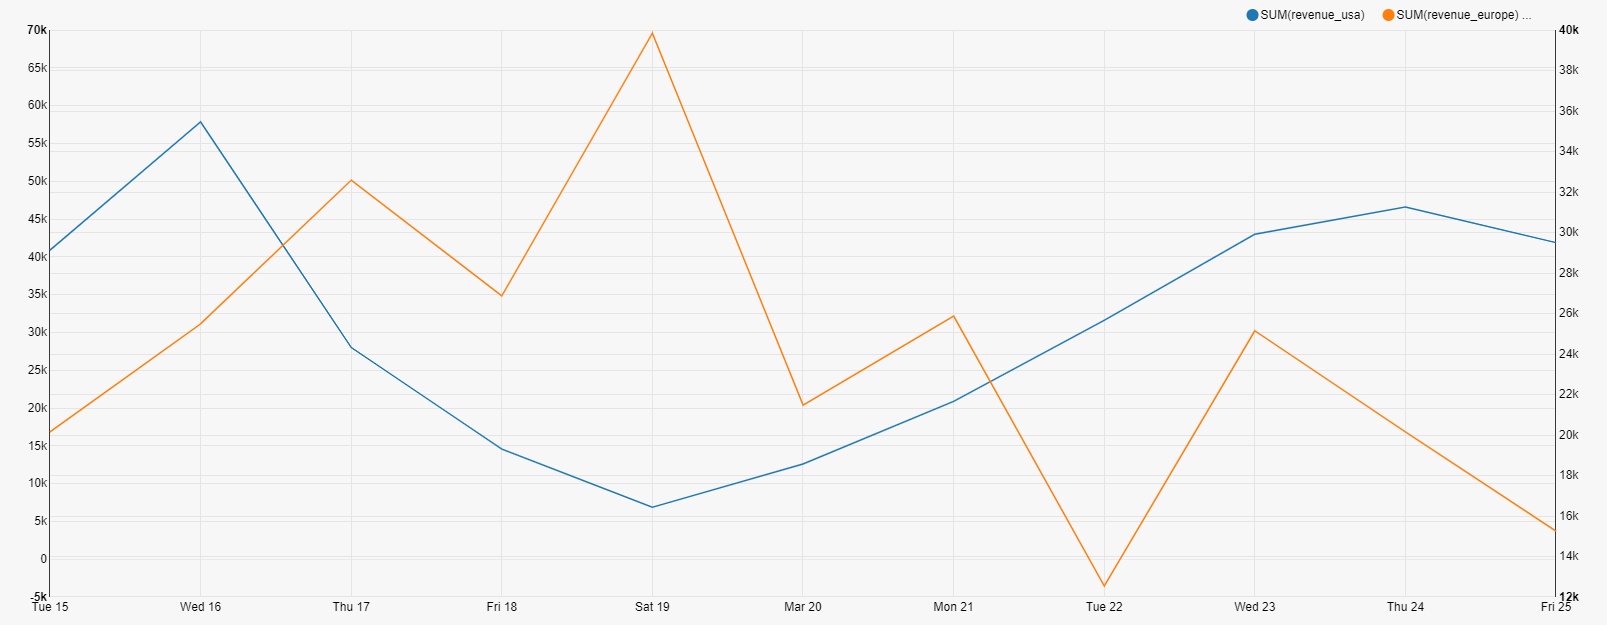 SUM(revenue_usa) SUM(revenue_europe) ...
70k 40k
65k 38k
60k 36k
55k 34k
50k 32k
45k 30k
40k 28k
35k 26k
30k 24k
25k 22k
20k 20k
15k 18k
10k 16k
5k 14k
0 12k
-5k
Tue 15 Wed 16 Thu 17 Fri 18 Sat 19 Mar 20 Mon 21 Tue 22 Wed 23 Thu 24 Fri 25